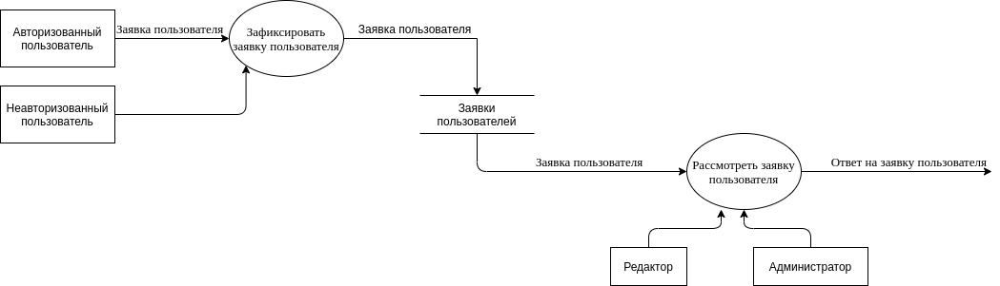 Авторизованный
пользователь
Заявка пользователя
Зафиксировать
заявку пользователя
Заявка пользователя
Неавторизованный
пользователь
Заявки
пользователей
Заявка пользователя
Рассмотреть заявку
пользователя
Ответ на заявку пользователя
Редактор
Администратор